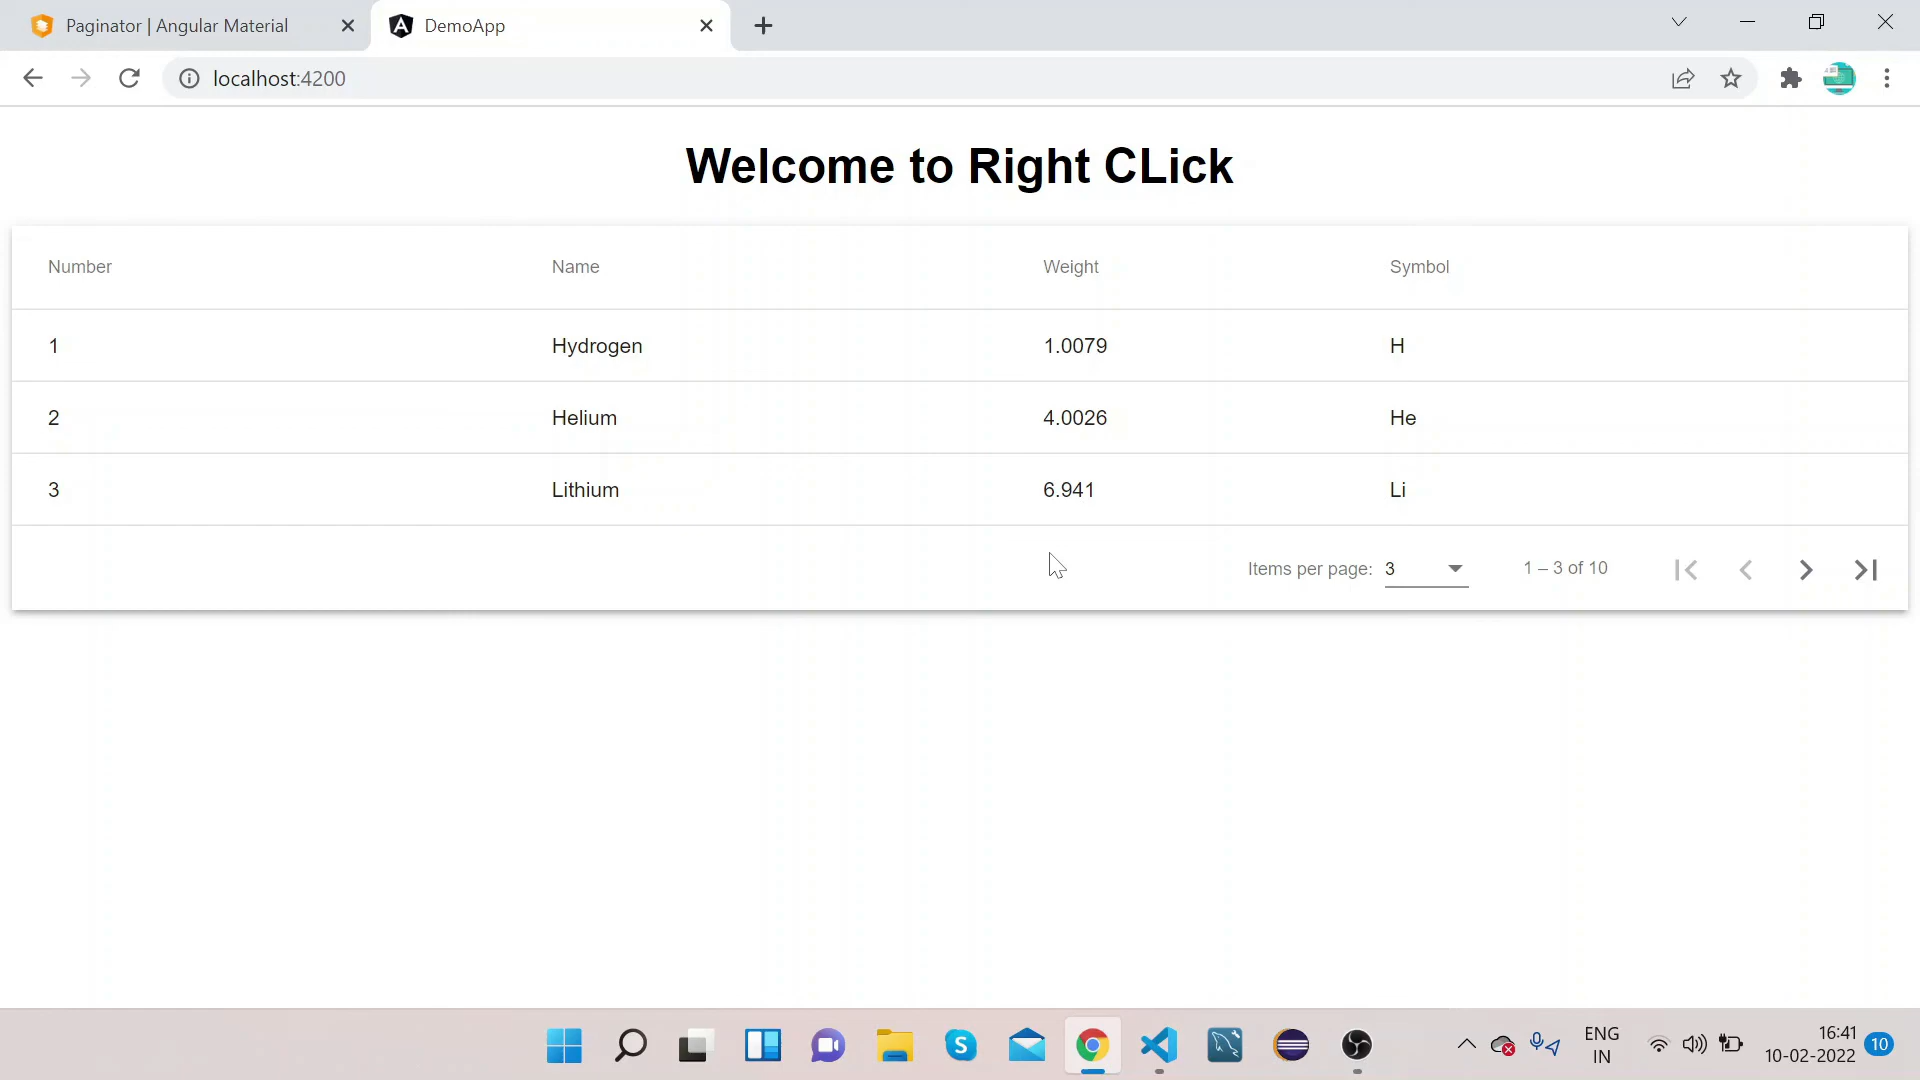 Paginator | Angular Material
DemoApp
localhost:4200
Welcome to Right CLick
Number Name Weight Symbol
1 Hydrogen 1.0079 H
2 Helium 4.0026 He
3 Lithium 6.941 Li
Items per page: 3 1 – 3 of 10
ENG
IN
16:41
10-02-2022
10